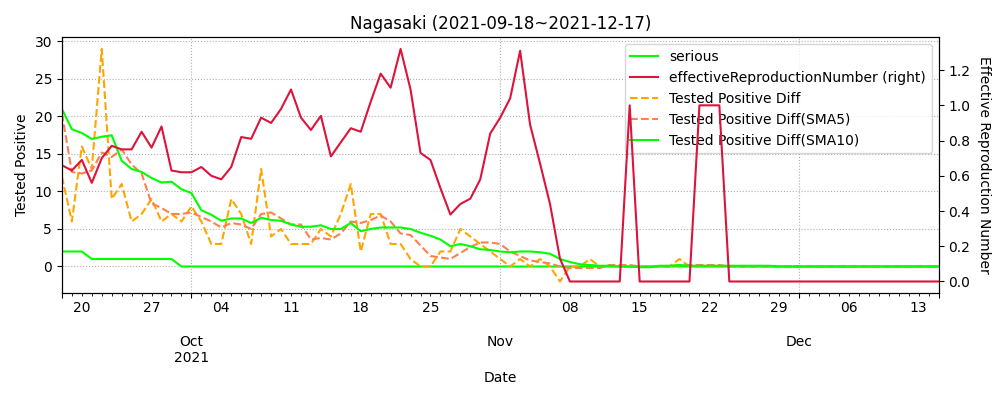 Nagasaki (2021-09-18~2021-12-17)
30
25
20
15
10
5
0
Tested Positive
1.2
1.0
0.8
0.6
0.4
0.2
0.0
Effective Reproduction Number
serious
effectiveReproductionNumber (right)
Tested Positive Diff
Tested Positive Diff(SMA5)
Tested Positive Diff(SMA10)
20 27 04 11 18 25 08 15 22 29 06 13
Oct Nov Dec
2021
Date